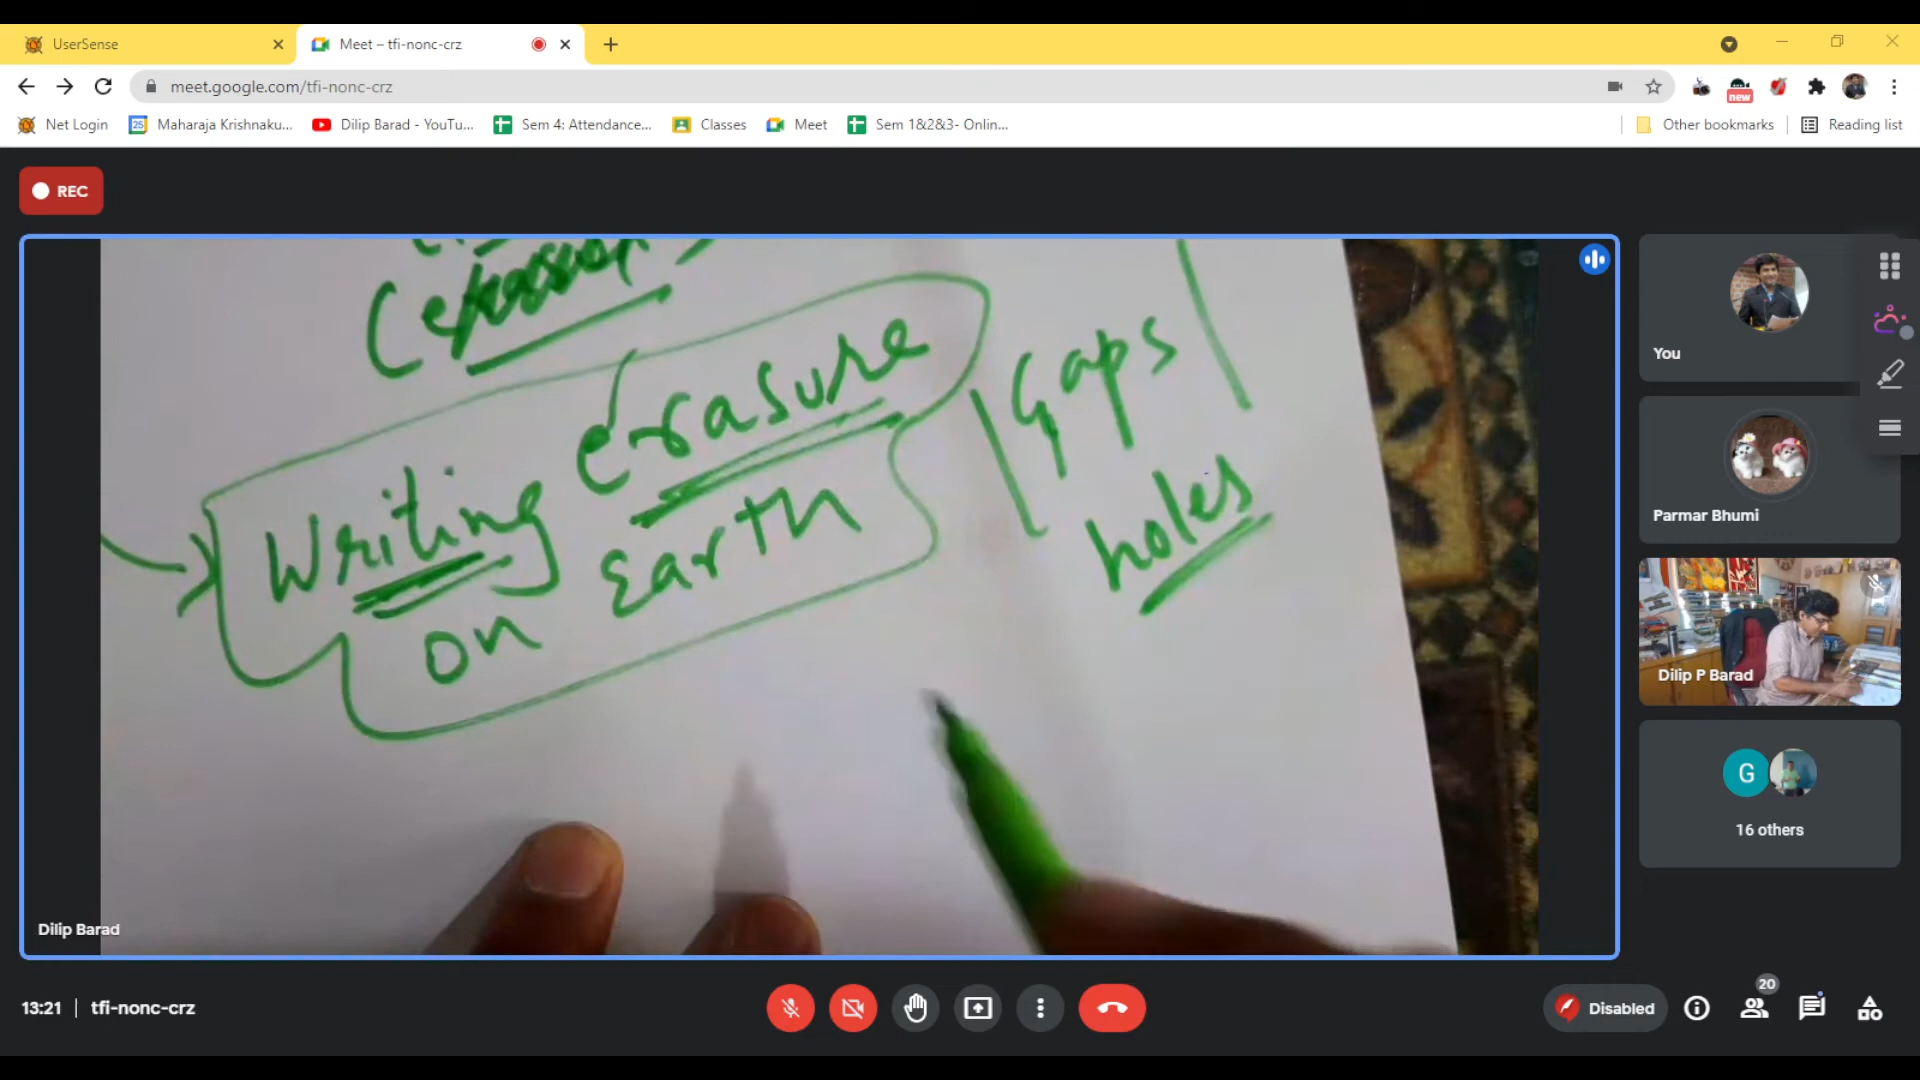 UserSense
Meet – tfi-nonc-crz
meet.google.com/tfi-nonc-crz
new
Net Login
25
Maharaja Krishnaku...
Dilip Barad - YouTu...
Sem 4: Attendance...
Classes
Meet
Sem 1&2&3- Onlin...
Other bookmarks
Reading list
REC
erasure
Writing
on Earth
Gaps
holes
Dilip Barad
You
Parmar Bhumi
Dilip P Barad
G
16 others
13:21 | tfi-nonc-crz
Disabled
20